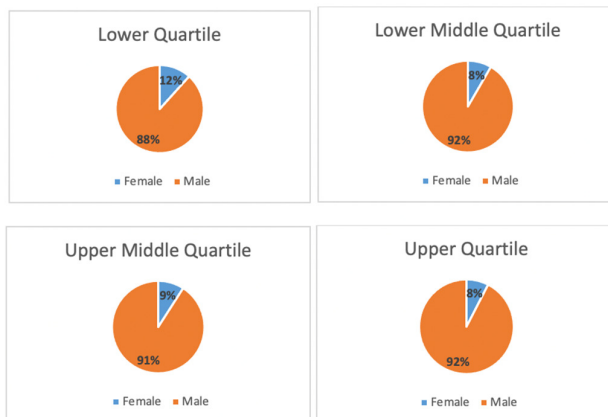 Lower Quartile
12%
88%
Female Male
Lower Middle Quartile
8%
92%
Female Male
Upper Middle Quartile
9%
91%
Female Male
Upper Quartile
8%
92%
Female Male